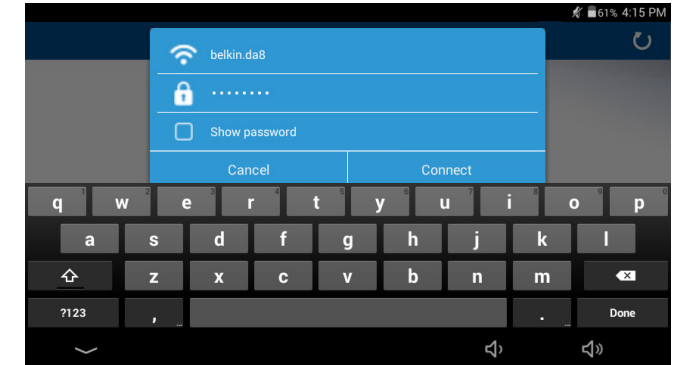 61% 4:15 PM
belkin.da8
........
Show password
Cancel Connect
q 1 w 2 e 3 r 4 t 5 y 6 u 7 i 8 o 9 p 0
a s d f g h j k l
z x c v b n m
?123 , ... . ... Done